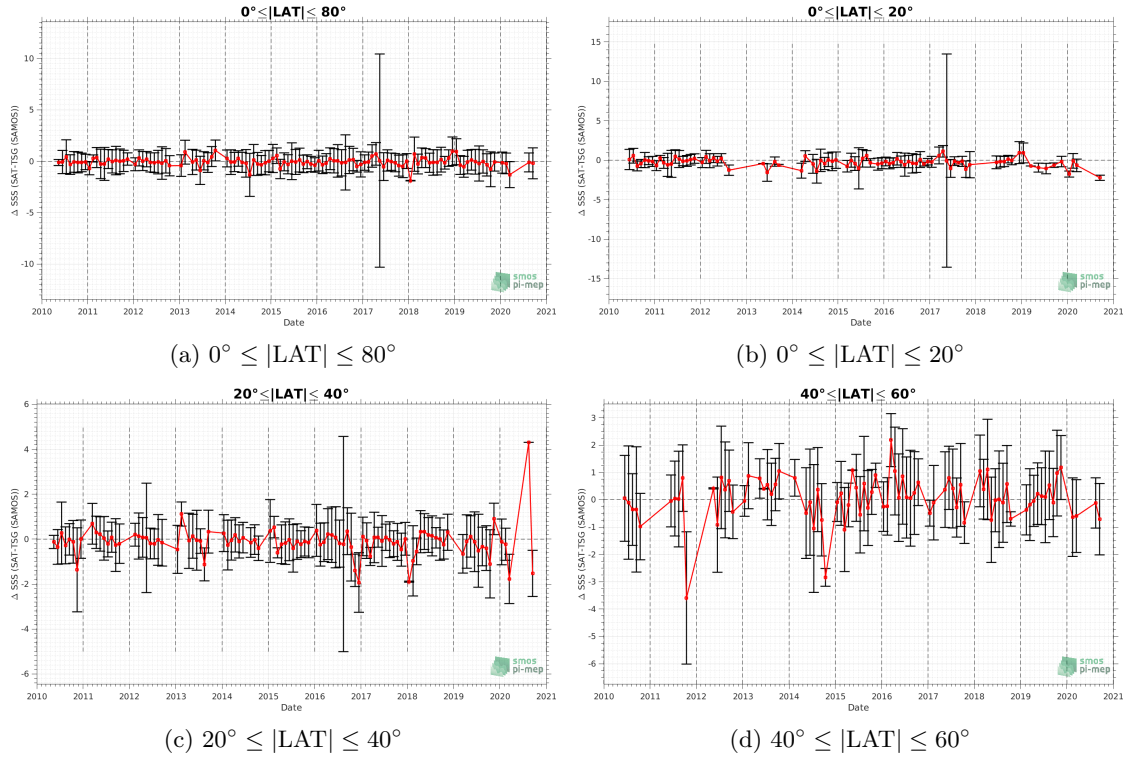 0°≤|LAT|≤ 80°
Δ SSS (SAT-TSG (SAMOS))
10
5
0
-5
-10
2010 2011 2012 2013 2014 2015 2016 2017 2018 2019 2020 2021
Date
smos
pi-mep
(a) 0° ≤ |LAT| ≤ 80°
0°≤|LAT|≤ 20°
Δ SSS (SAT-TSG (SAMOS))
15
10
5
0
-5
-10
-15
2010 2011 2012 2013 2014 2015 2016 2017 2018 2019 2020 2021
Date
smos
pi-mep
(b) 0° ≤ |LAT| ≤ 20°
20°≤|LAT|≤ 40°
Δ SSS (SAT-TSG (SAMOS))
6
4
2
0
-2
-4
-6
2010 2011 2012 2013 2014 2015 2016 2017 2018 2019 2020 2021
Date
smos
pi-mep
(c) 20° ≤ |LAT| ≤ 40°
40°≤|LAT|≤ 60°
Δ SSS (SAT-TSG (SAMOS))
3
2
1
0
-1
-2
-3
-4
-5
-6
2010 2011 2012 2013 2014 2015 2016 2017 2018 2019 2020 2021
Date
smos
pi-mep
(d) 40° ≤ |LAT| ≤ 60°